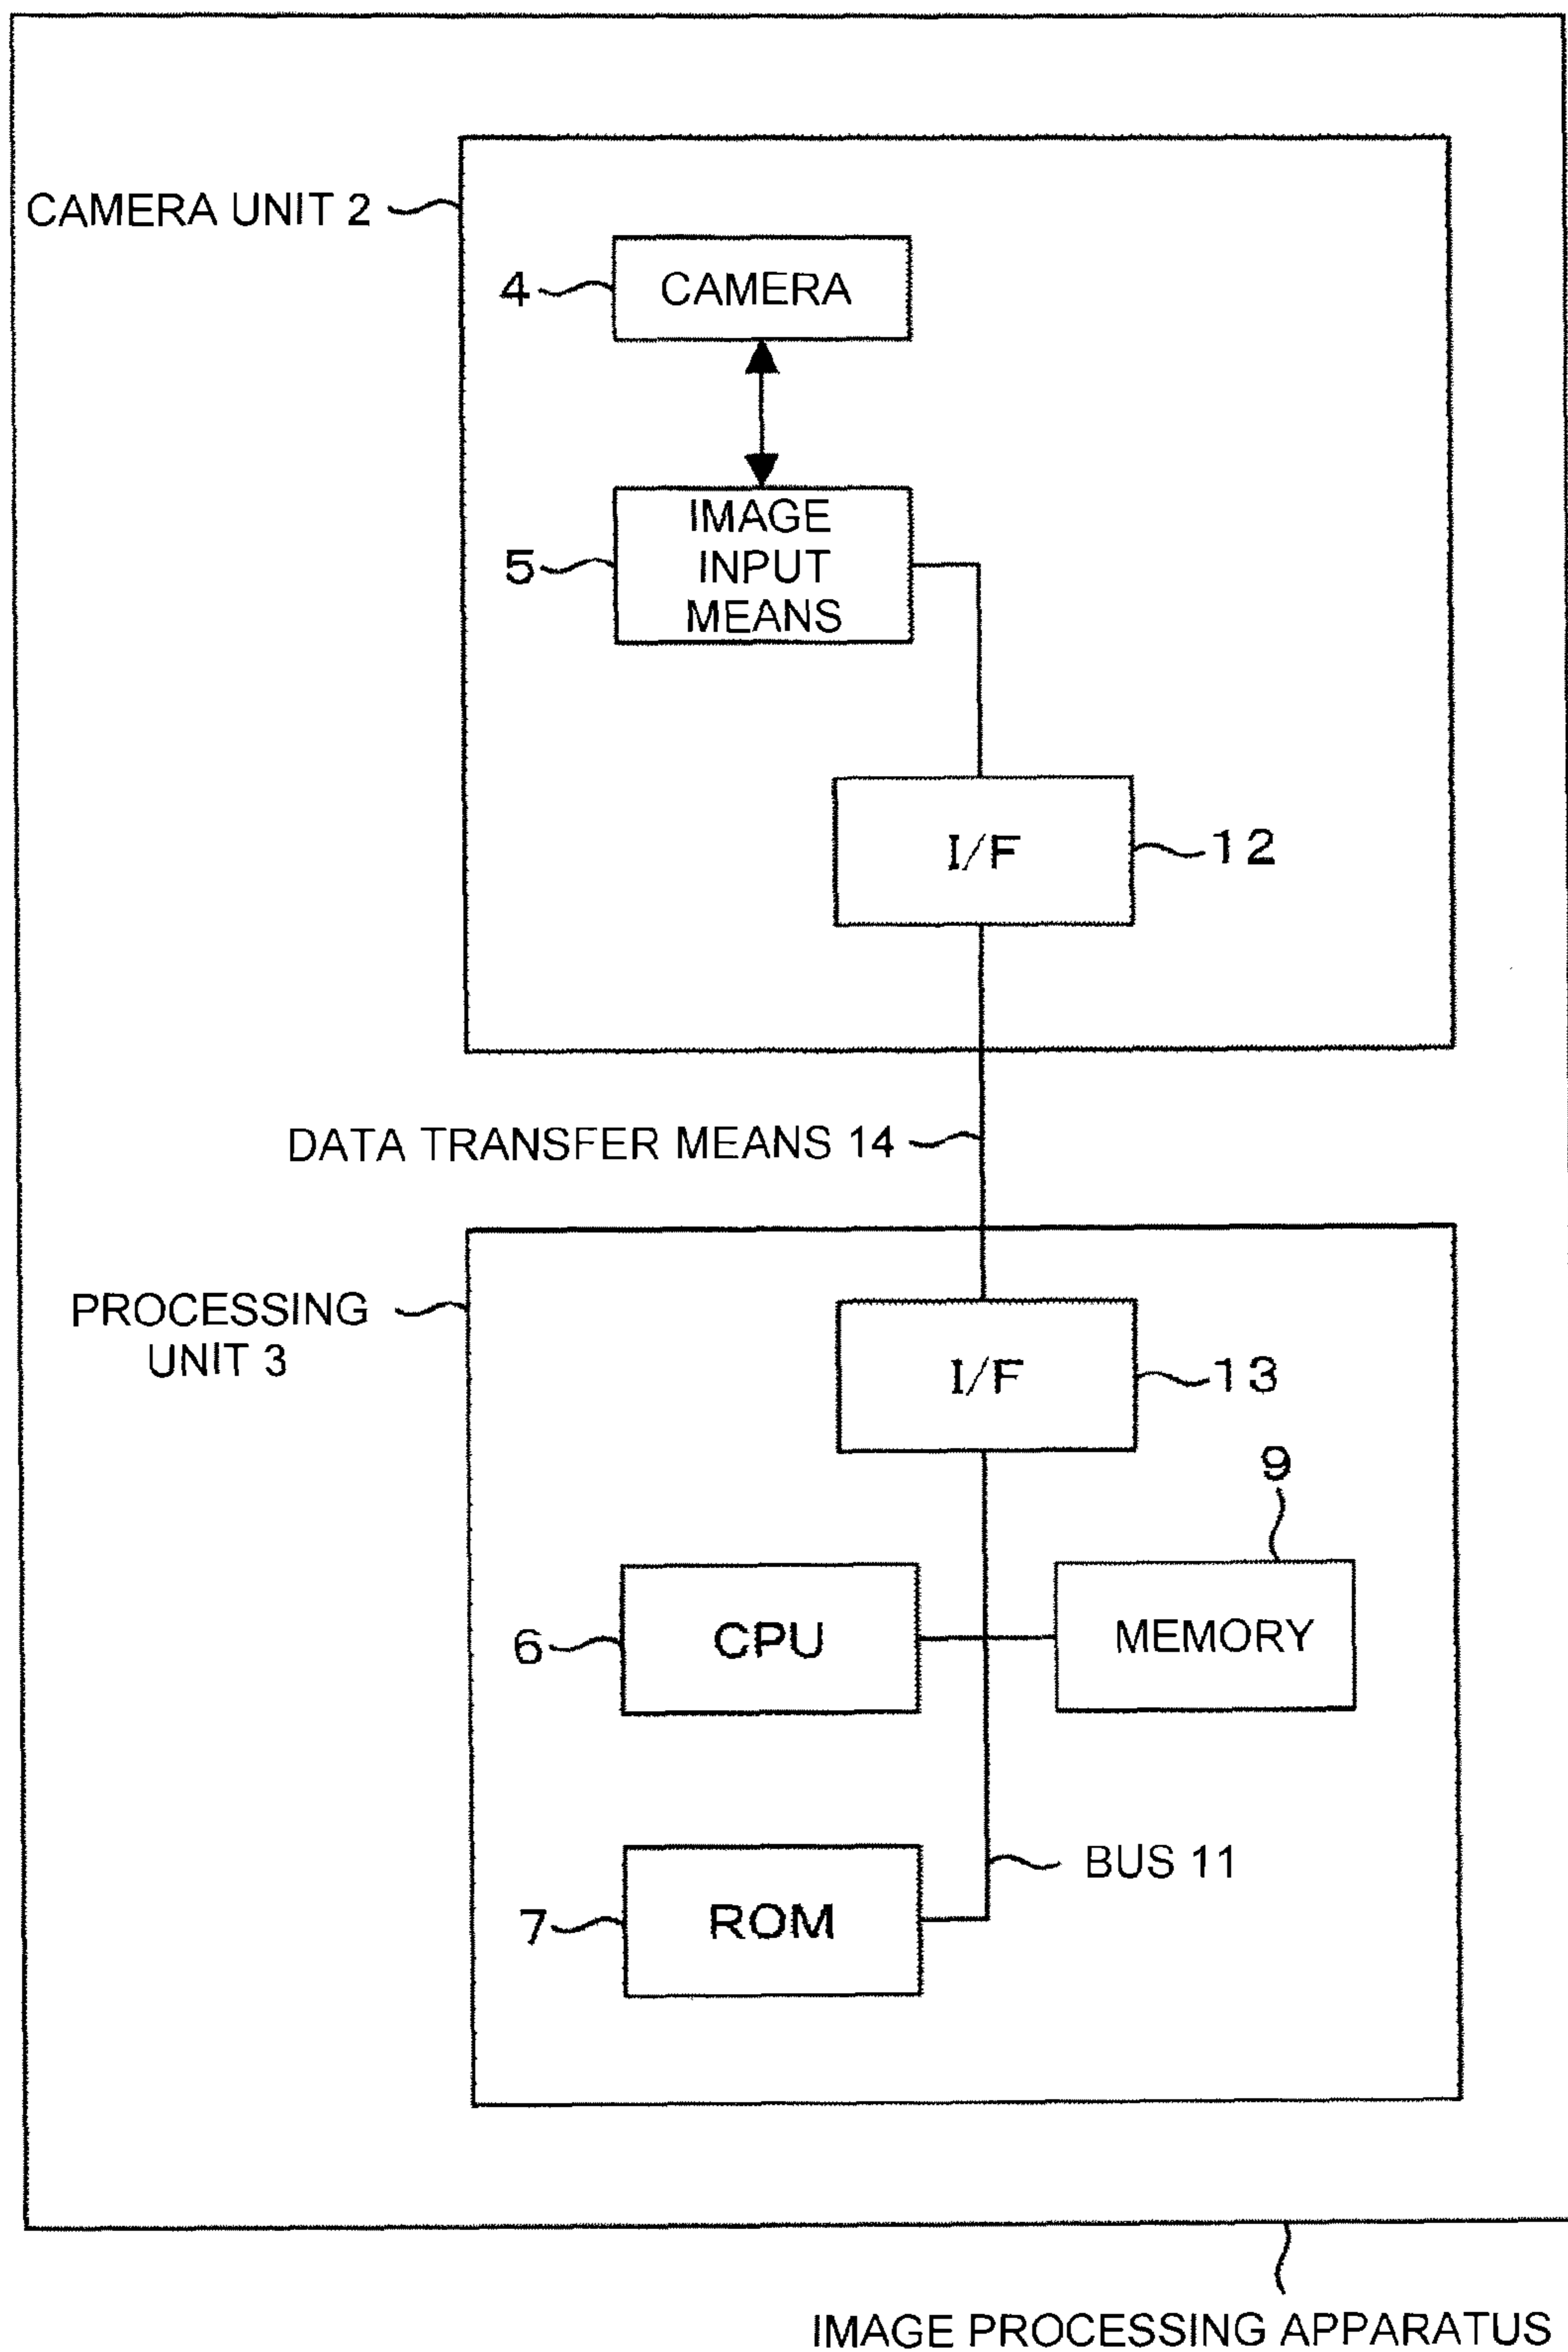 CAMERA UNIT 2
4
CAMERA
5
IMAGE
INPUT
MEANS
I/F
12
DATA TRANSFER MEANS 14
PROCESSING
UNIT 3
I/F
13
9
6
CPU
MEMORY
BUS 11
7
ROM
IMAGE PROCESSING APPARATUS